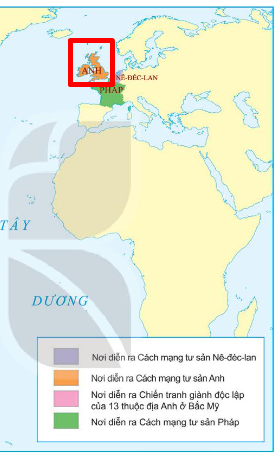 ANH
NÊ-ĐÉC-LAN
PHÁP
TÂY
DƯƠNG
Nơi diễn ra Cách mạng tư sản Nê-đéc-lan
Nơi diễn ra Cách mạng tư sản Anh
Nơi diễn ra Chiến tranh giành độc lập
của 13 thuộc địa Anh ở Bắc Mỹ
Nơi diễn ra Cách mạng tư sản Pháp